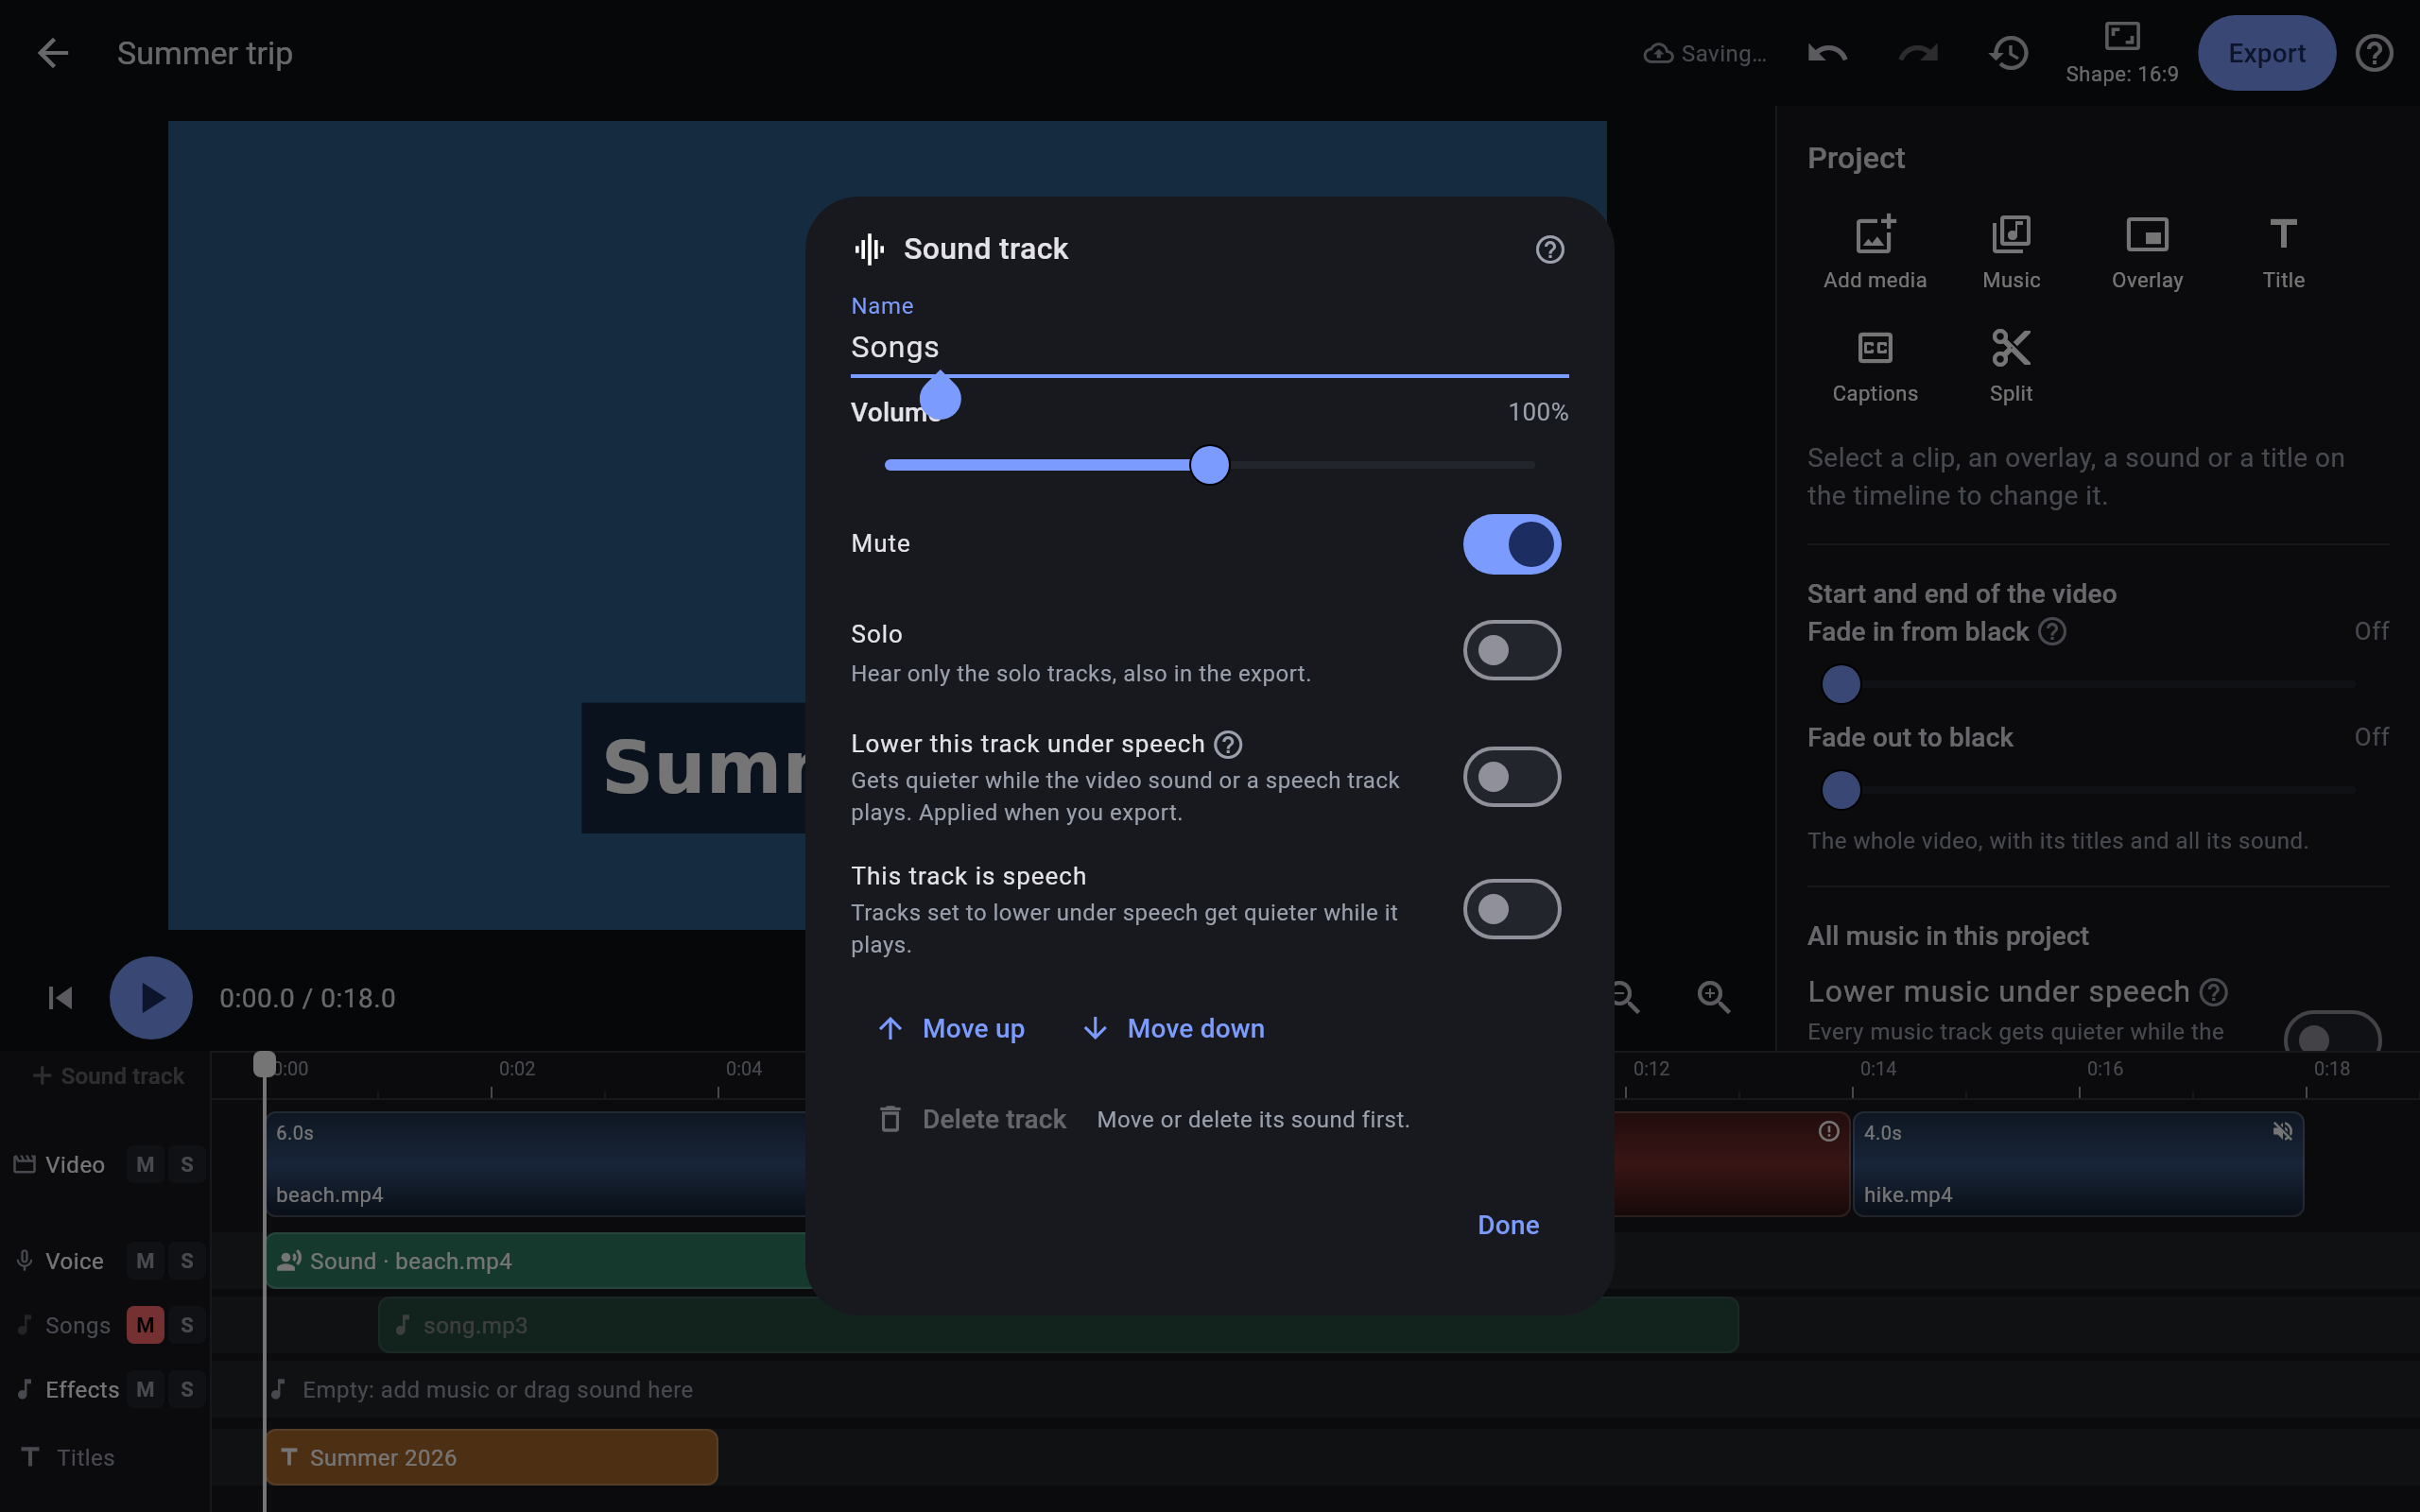 Summer trip
Saving...
Shape: 16:9
Export
Project
Add media
Music
Overlay
Title
Captions
Split
Select a clip, an overlay, a sound or a title on
the timeline to change it.
Start and end of the video
Fade in from black
Off
Fade out to black
Off
The whole video, with its titles and all its sound.
All music in this project
Lower music under speech
Every music track gets quieter while the
Sound track
Name
Songs
Volume
100%
Mute
Solo
Hear only the solo tracks, also in the export.
Lower this track under speech
Gets quieter while the video sound or a speech track
plays. Applied when you export.
This track is speech
Tracks set to lower under speech get quieter while it
plays.
Move up
Move down
Delete track
Move or delete its sound first.
Done
0:00.0 / 0:18.0
+ Sound track
0:00
0:02
0:04
0:12
0:14
0:16
0:18
Video M S
6.0s
beach.mp4
4.0s
hike.mp4
Voice M S
Sound · beach.mp4
Songs M S
song.mp3
Effects M S
Empty: add music or drag sound here
Titles
Summer 2026